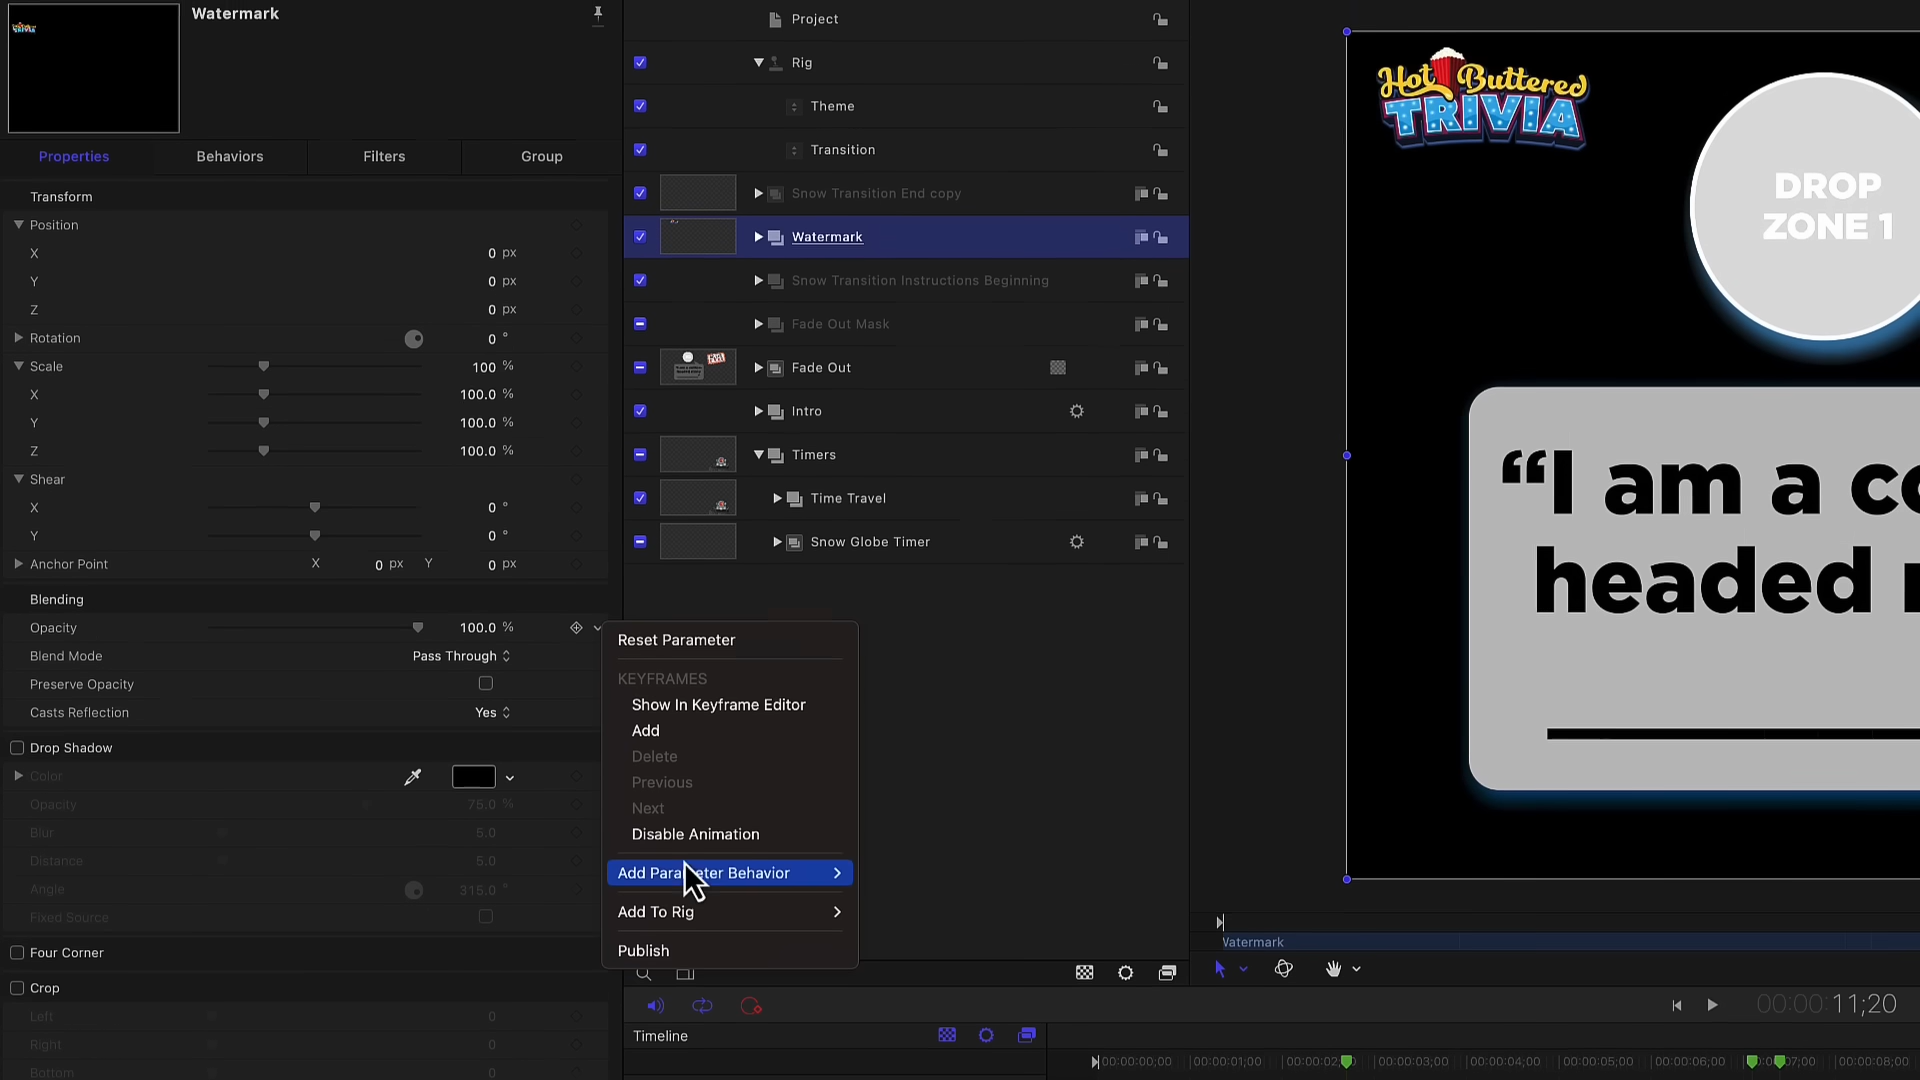 Watermark
Properties
Behaviors
Filters
Group
Transform
Position
X 0 px
Y 0 px
Z 0 px
Rotation 0 °
Scale 100 %
X 100.0 %
Y 100.0 %
Z 100.0 %
Shear
X 0 °
Y 0 °
Anchor Point X 0 px Y 0 px
Blending
Opacity 100.0 %
Blend Mode Pass Through
Preserve Opacity
Casts Reflection Yes
Drop Shadow
Color
Opacity 75.0 %
Blur 5.0
Distance 5.0
Angle 315.0 °
Fixed Source
Four Corner
Crop
Left 0
Right 0
Bottom 0
Project
Rig
Theme
Transition
Snow Transition End copy
Watermark
Snow Transition Instructions Beginning
Fade Out Mask
Fade Out
Intro
Timers
Time Travel
Snow Globe Timer
Reset Parameter
KEYFRAMES
Show In Keyframe Editor
Add
Delete
Previous
Next
Disable Animation
Add Parameter Behavior
Add To Rig
Publish
Hot Buttered
TRIVIA
DROP
ZONE 1
“I am a co
headed
Watermark
00:00:11;20
Timeline
00:00:00;00 00:00:01;00 00:00:02; 00:00:03;00 00:00:04;00 00:00:05;00 00:00:06;00 07;00 00:00:08;00